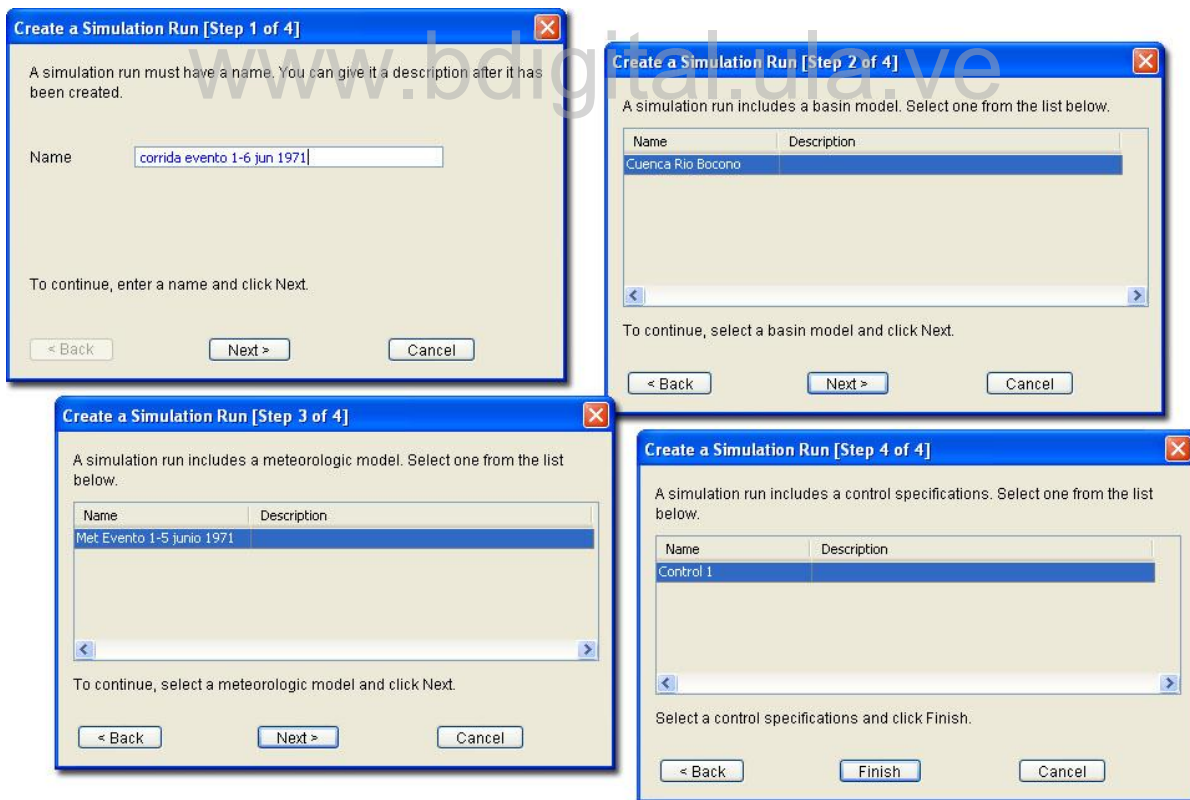 www.bdigital.ula.ve
Create a Simulation Run [Step 1 of 4]
A simulation run must have a name. You can give it a description after it has
been created.
Name corrida evento 1-6 jun 1971
To continue, enter a name and click Next.
< Back Next > Cancel
Create a Simulation Run [Step 2 of 4]
A simulation run includes a basin model. Select one from the list below.
Name Description
Cuenca Rio Bocono
To continue, select a basin model and click Next.
< Back Next > Cancel
Create a Simulation Run [Step 3 of 4]
A simulation run includes a meteorologic model. Select one from the list
below.
Name Description
Met Evento 1-5 junio 1971
To continue, select a meteorologic model and click Next.
< Back Next > Cancel
Create a Simulation Run [Step 4 of 4]
A simulation run includes a control specifications. Select one from the list
below.
Name Description
Control 1
Select a control specifications and click Finish.
< Back Finish Cancel